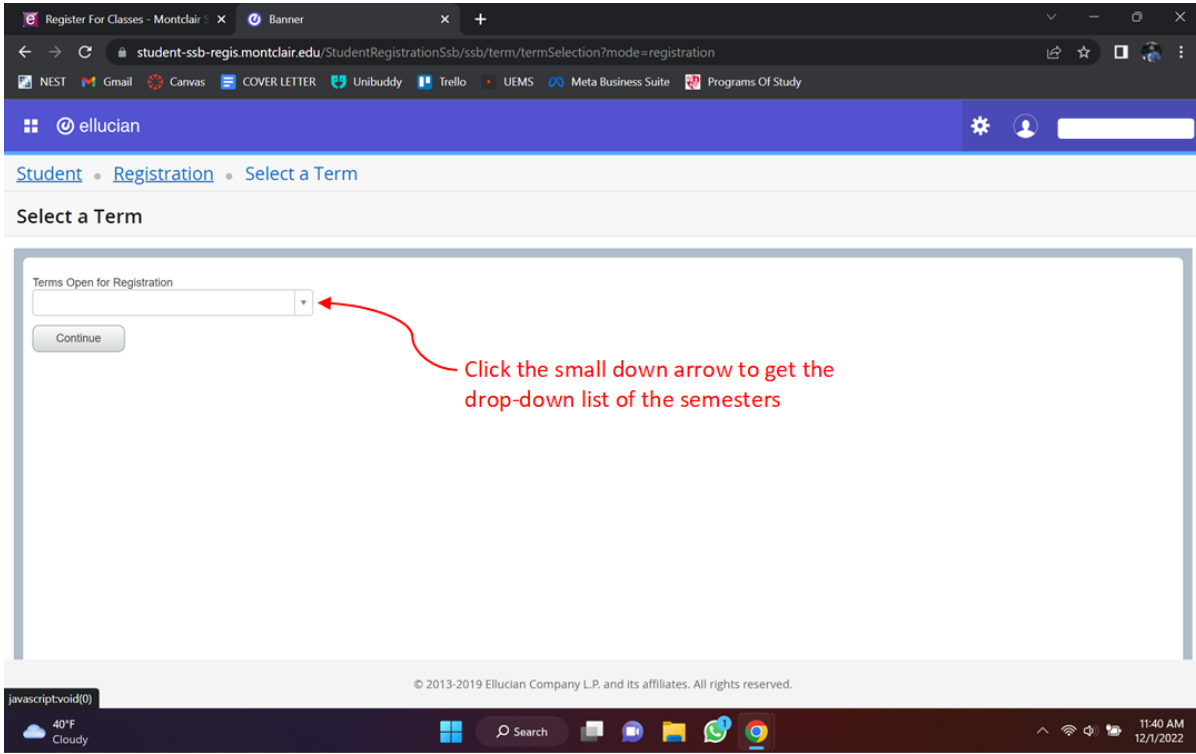 Register For Classes - Montclair S
Banner
student-ssb-regis.montclair.edu/StudentRegistrationSsb/ssb/term/termSelection?mode=registration
NEST Gmail Canvas COVER LETTER Unibuddy Trello UEMS Meta Business Suite Programs Of Study
ellucian
Student • Registration • Select a Term
Select a Term
Terms Open for Registration
Continue
Click the small down arrow to get the
drop-down list of the semesters
© 2013-2019 Ellucian Company L.P. and its affiliates. All rights reserved.
javascript:void(0)
40°F
Cloudy
Search
11:40 AM
12/1/2022